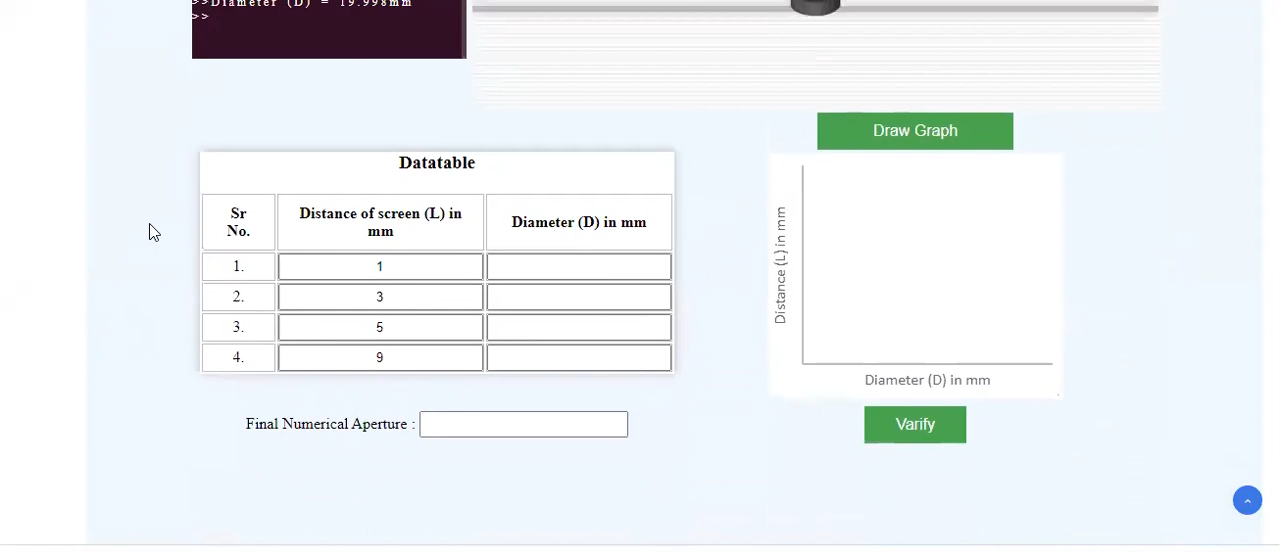 >>Diameter (D) = 19.998mm
>>
Draw Graph
Datatable
Sr No. Distance of screen (L) in mm Diameter (D) in mm
1. 1
2. 3
3. 5
4. 9
Distance (L) in mm
Diameter (D) in mm
Final Numerical Aperture :
Varify